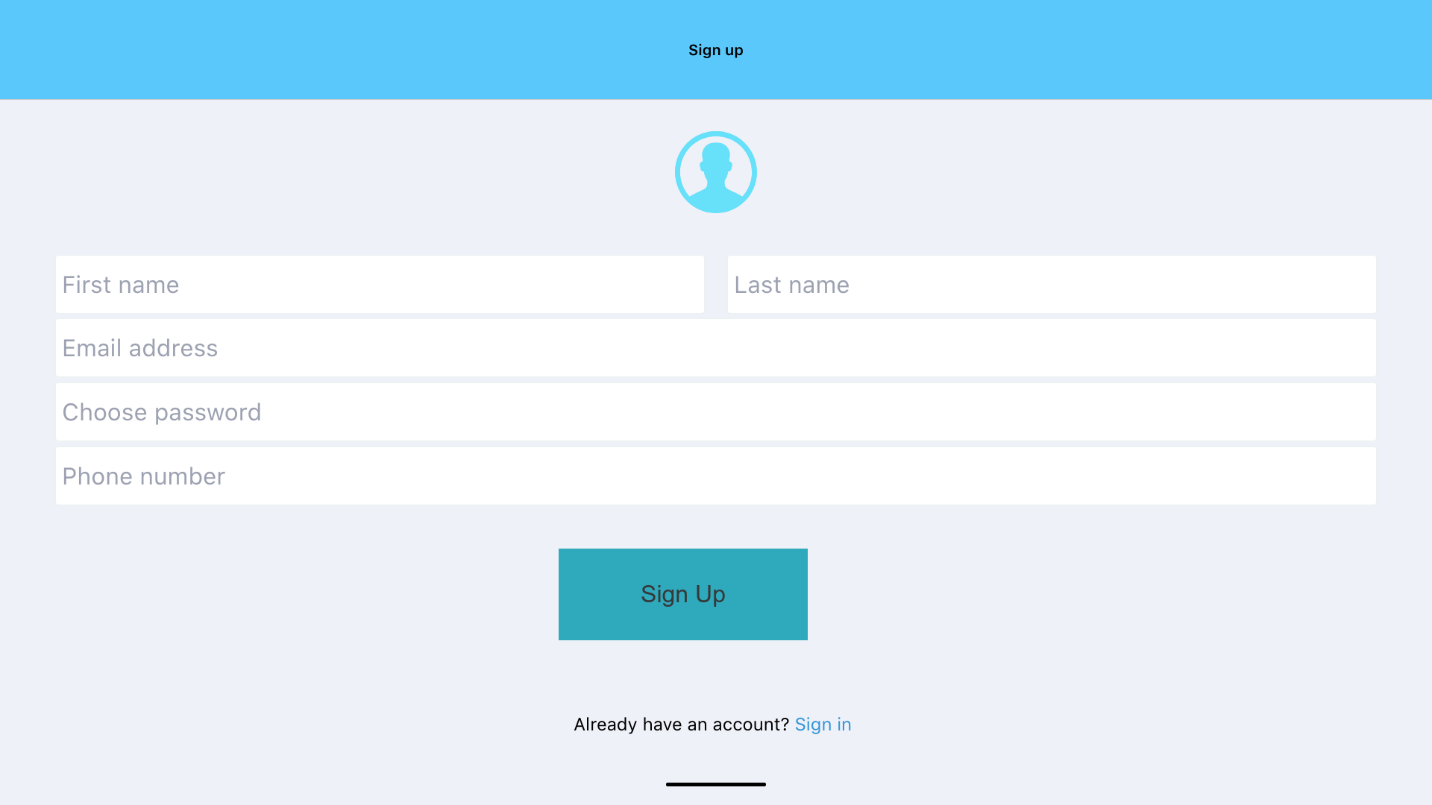 Sign up
First name
Last name
Email address
Choose password
Phone number
Sign Up
Already have an account? Sign in